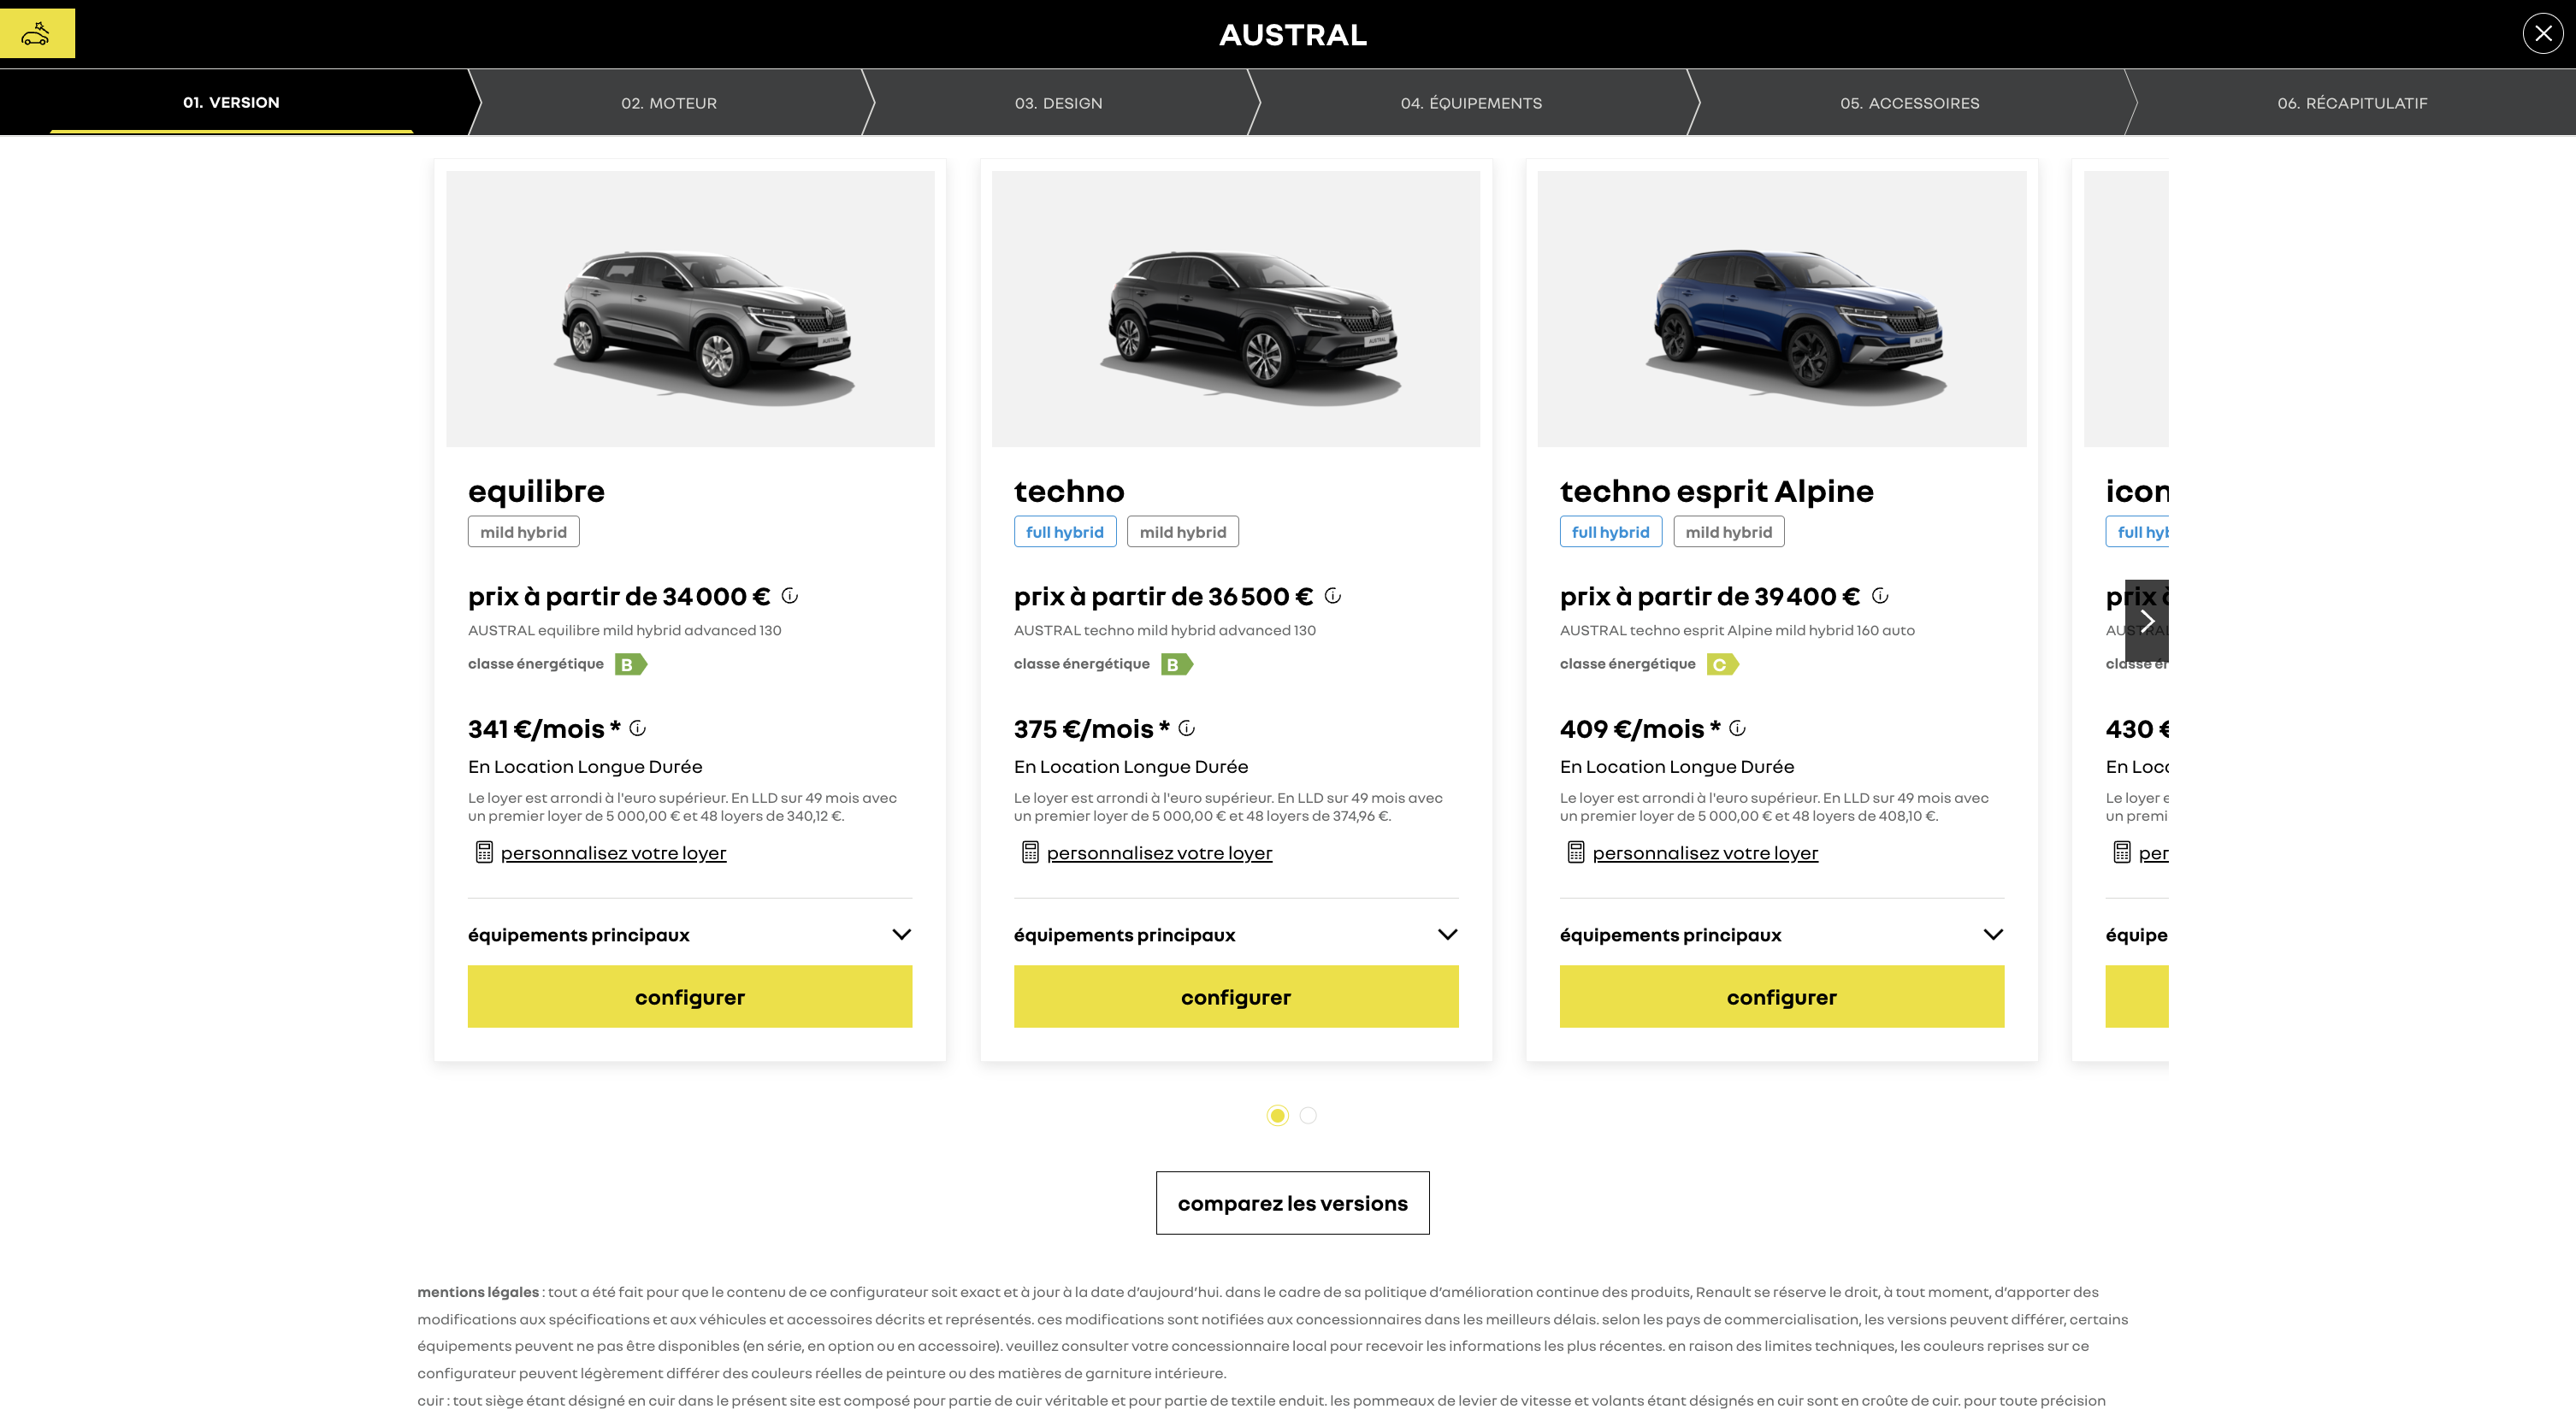 AUSTRAL
01. VERSION
02. MOTEUR
03. DESIGN
04. ÉQUIPEMENTS
05. ACCESSOIRES
06. RÉCAPITULATIF
equilibre
mild hybrid
prix à partir de 34 000 €
AUSTRAL equilibre mild hybrid advanced 130
classe énergétique B
341 €/mois *
En Location Longue Durée
Le loyer est arrondi à l'euro supérieur. En LLD sur 49 mois avec
un premier loyer de 5 000,00 € et 48 loyers de 340,12 €.
personnalisez votre loyer
équipements principaux
configurer
techno
full hybrid mild hybrid
prix à partir de 36 500 €
AUSTRAL techno mild hybrid advanced 130
classe énergétique B
375 €/mois *
En Location Longue Durée
Le loyer est arrondi à l'euro supérieur. En LLD sur 49 mois avec
un premier loyer de 5 000,00 € et 48 loyers de 374,96 €.
personnalisez votre loyer
équipements principaux
configurer
techno esprit Alpine
full hybrid mild hybrid
prix à partir de 39 400 €
AUSTRAL techno esprit Alpine mild hybrid 160 auto
classe énergétique C
409 €/mois *
En Location Longue Durée
Le loyer est arrondi à l'euro supérieur. En LLD sur 49 mois avec
un premier loyer de 5 000,00 € et 48 loyers de 408,10 €.
personnalisez votre loyer
équipements principaux
configurer
icon
full hyb
prix à
AUSTRAL
classe én
430 €
En Loca
Le loyer e
un premi
per
équipe
comparez les versions
mentions légales : tout a été fait pour que le contenu de ce configurateur soit exact et à jour à la date d’aujourd’hui. dans le cadre de sa politique d’amélioration continue des produits, Renault se réserve le droit, à tout moment, d’apporter des
modifications aux spécifications et aux véhicules et accessoires décrits et représentés. ces modifications sont notifiées aux concessionnaires dans les meilleurs délais. selon les pays de commercialisation, les versions peuvent différer, certains
équipements peuvent ne pas être disponibles (en série, en option ou en accessoire). veuillez consulter votre concessionnaire local pour recevoir les informations les plus récentes. en raison des limites techniques, les couleurs reprises sur ce
configurateur peuvent légèrement différer des couleurs réelles de peinture ou des matières de garniture intérieure.
cuir : tout siège étant désigné en cuir dans le présent site est composé pour partie de cuir véritable et pour partie de textile enduit. les pommeaux de levier de vitesse et volants étant désignés en cuir sont en croûte de cuir. pour toute précision